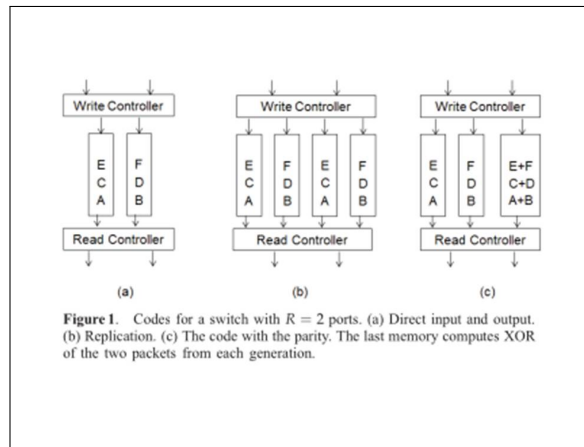 Write Controller Write Controller Write Controller
E F E F E F E F E+F
C D C D C D C D C+D
A B A B A B A B A+B
Read Controller Read Controller Read Controller
(a) (b) (c)
Figure 1. Codes for a switch with R = 2 ports. (a) Direct input and output.
(b) Replication. (c) The code with the parity. The last memory computes XOR
of the two packets from each generation.